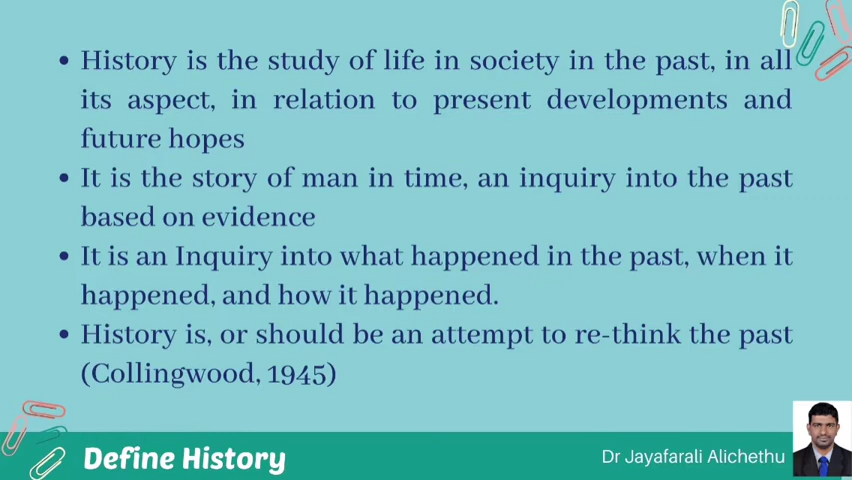 • History is the study of life in society in the past, in all
its aspect, in relation to present developments and
future hopes
• It is the story of man in time, an inquiry into the past
based on evidence
• It is an Inquiry into what happened in the past, when it
happened, and how it happened.
• History is, or should be an attempt to re-think the past
(Collingwood, 1945)
Define History
Dr Jayafarali Alichethu